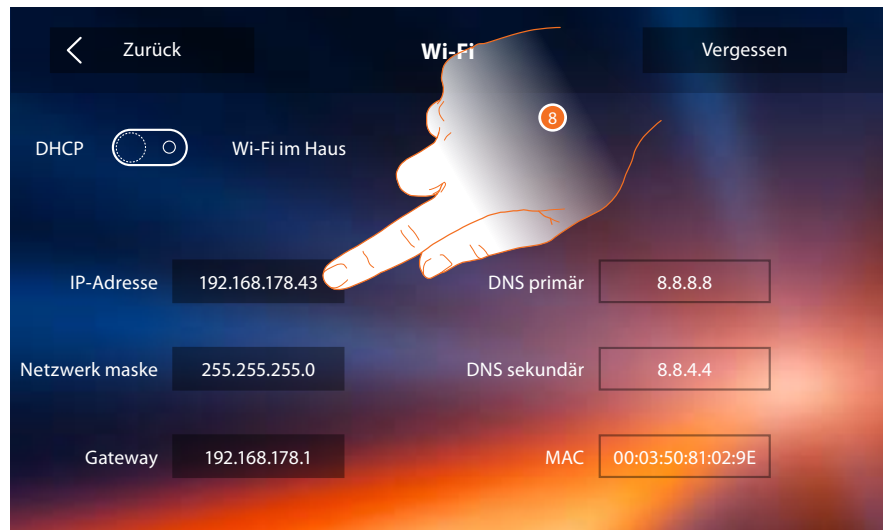 Zurück
Wi-Fi
Vergessen
8
DHCP
Wi-Fi im Haus
IP-Adresse 192.168.178.43 DNS primär 8.8.8.8
Netzwerk maske 255.255.255.0 DNS sekundär 8.8.4.4
Gateway 192.168.178.1 MAC 00:03:50:81:02:9E